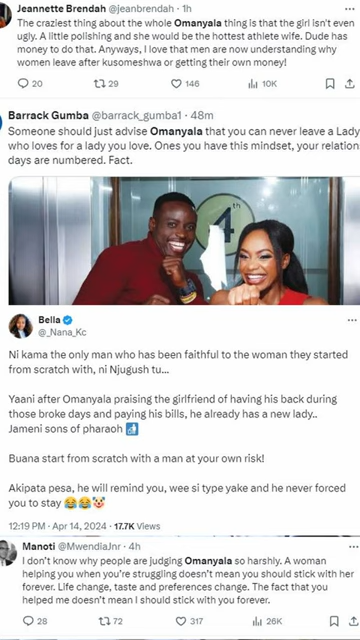 Jeannette Brendah @jeanbrendah · 1h
The craziest thing about the whole Omanyala thing is that the girl isn't even
ugly. A little polishing and she would be the hottest athlete wife. Dude has
money to do that. Anyways, I love that men are now understanding why
women leave after kusomeshwa or getting their own money!
20 29 146 10K
Barrack Gumba @barrack_gumba1 · 48m
Someone should just advise Omanyala that you can never leave a Lady
who loves for a lady you love. Ones you have this mindset, your relation
days are numbered. Fact.
4th
Bella
@_Nana_Kc
Ni kama the only man who has been faithful to the woman they started
from scratch with, ni Njugush tu...
Yaani after Omanyala praising the girlfriend of having his back during
those broke days and paying his bills, he already has a new lady..
Jameni sons of pharaoh
Buana start from scratch with a man at your own risk!
Akipata pesa, he will remind you, wee si type yake and he never forced
you to stay 😂😂🤡
12:19 PM · Apr 14, 2024 · 17.7K Views
Manoti @MwendiaJnr · 4h
I don't know why people are judging Omanyala so harshly. A woman
helping you when you're struggling doesn't mean you should stick with her
forever. Life change, taste and preferences change. The fact that you
helped me doesn't mean I should stick with you forever.
28 72 317 26K